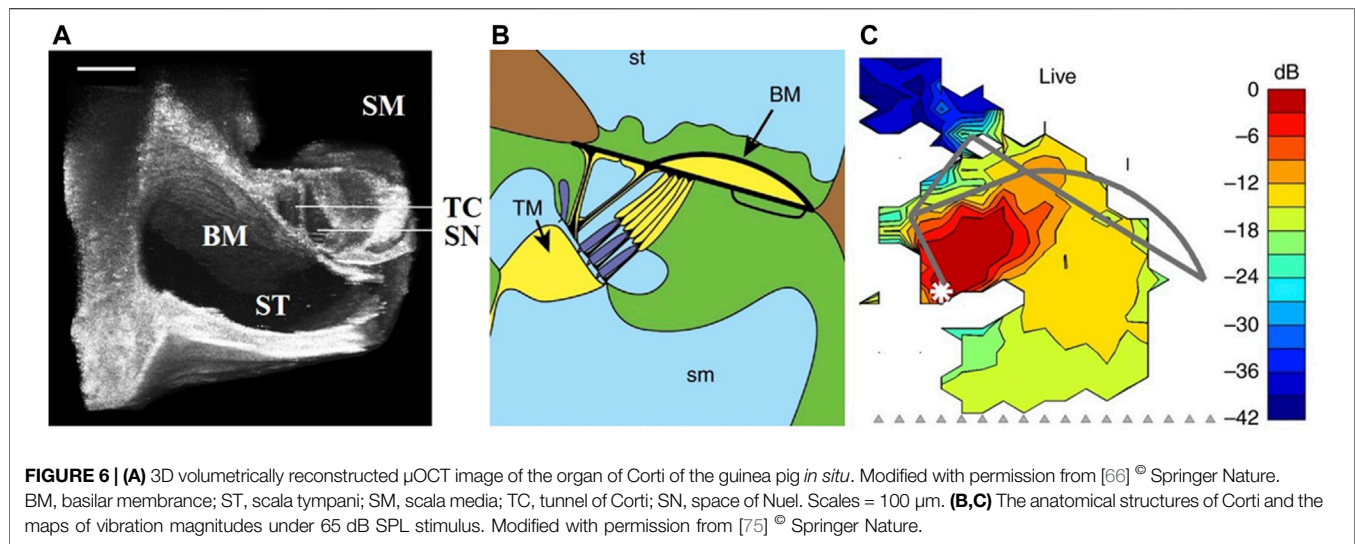 A
B
C
SM
TC
SN
BM
ST
st
BM
TM
sm
Live
dB
0
−6
−12
−18
−24
−30
−36
−42
FIGURE 6 | (A) 3D volumetrically reconstructed μOCT image of the organ of Corti of the guinea pig in situ. Modified with permission from [66] © Springer Nature.
BM, basilar membrane; ST, scala tympani; SM, scala media; TC, tunnel of Corti; SN, space of Nuel. Scales = 100 μm. (B,C) The anatomical structures of Corti and the
maps of vibration magnitudes under 65 dB SPL stimulus. Modified with permission from [75] © Springer Nature.